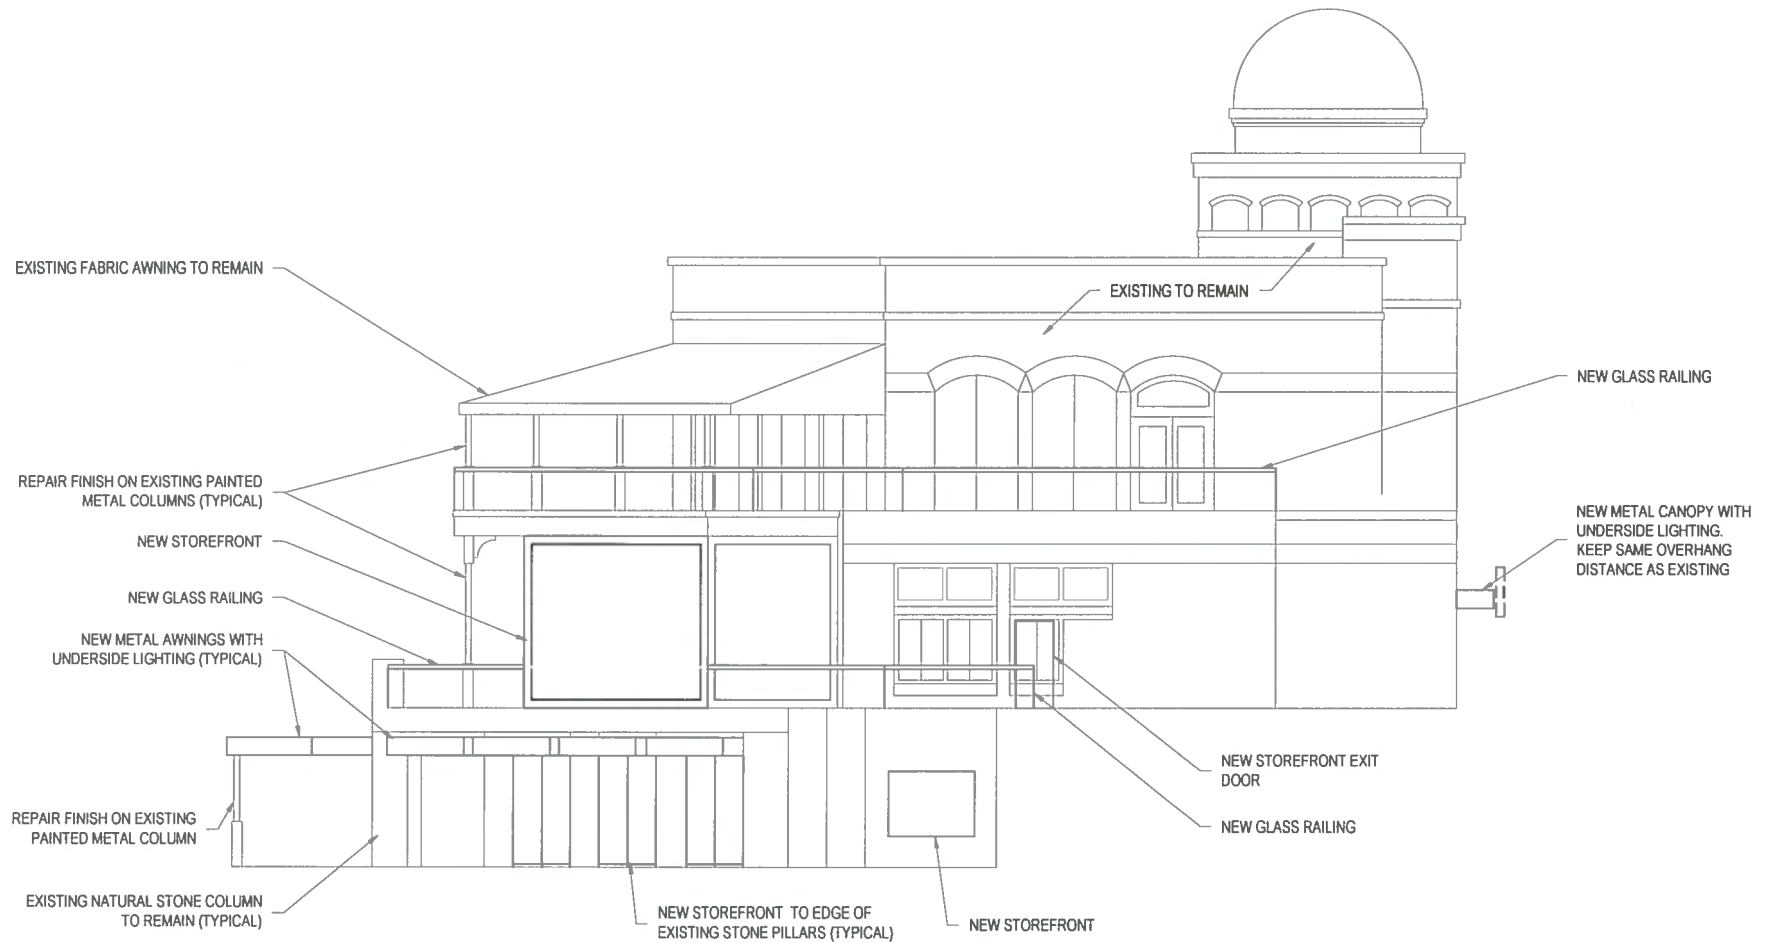 EXISTING FABRIC AWNING TO REMAIN
EXISTING TO REMAIN
NEW GLASS RAILING
REPAIR FINISH ON EXISTING PAINTED
METAL COLUMNS (TYPICAL)
NEW STOREFRONT
NEW GLASS RAILING
NEW METAL AWNINGS WITH
UNDERSIDE LIGHTING (TYPICAL)
NEW METAL CANOPY WITH
UNDERSIDE LIGHTING.
KEEP SAME OVERHANG
DISTANCE AS EXISTING
REPAIR FINISH ON EXISTING
PAINTED METAL COLUMN
EXISTING NATURAL STONE COLUMN
TO REMAIN (TYPICAL)
NEW STOREFRONT TO EDGE OF
EXISTING STONE PILLARS (TYPICAL)
NEW STOREFRONT
NEW STOREFRONT EXIT
DOOR
NEW GLASS RAILING